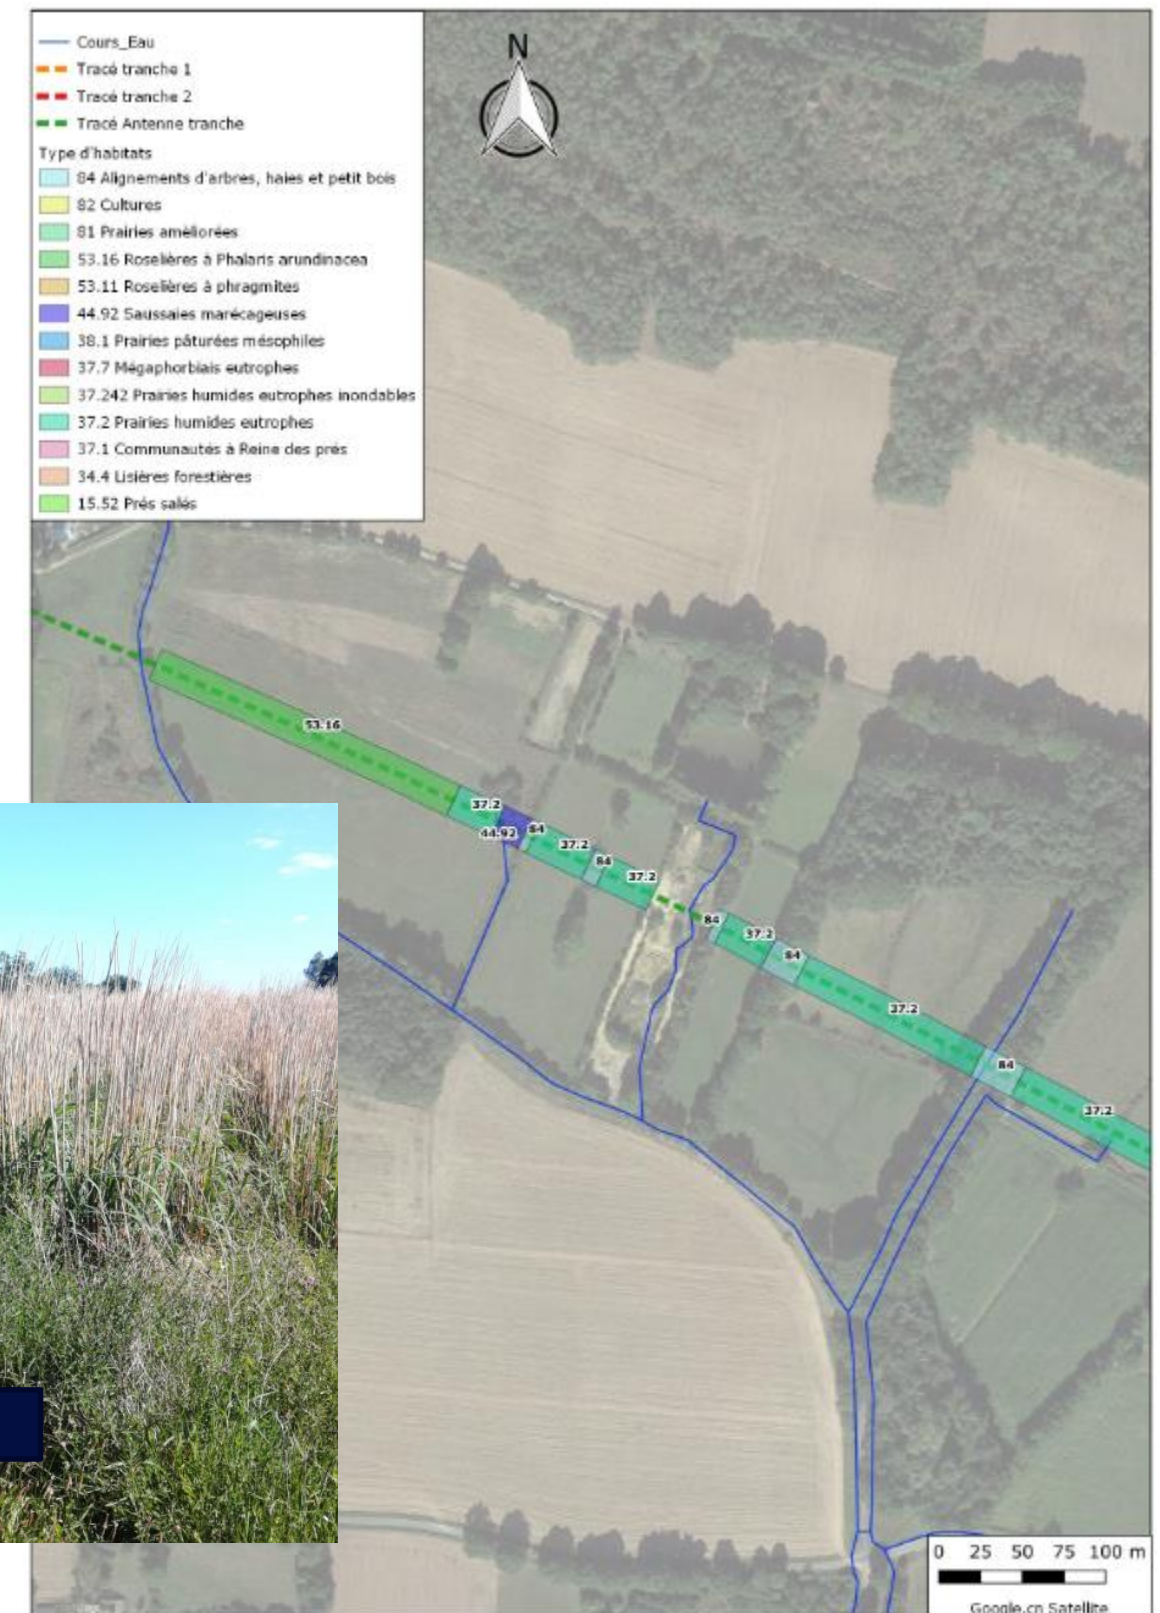 Cours_Eau
Tracé tranche 1
Tracé tranche 2
Tracé Antenne tranche
Type d'habitats
84 Alignements d'arbres, haies et petit bois
82 Cultures
81 Prairies améliorées
53.16 Roselières à Phalaris arundinacea
53.11 Roselières à phragmites
44.92 Saussaies marécageuses
38.1 Prairies pâturées mésophiles
37.7 Mégaphorbiais eutrophes
37.242 Prairies humides eutrophes inondables
37.2 Prairies humides eutrophes
37.1 Communautés à Reine des prés
34.4 Lisières forestières
15.52 Prés salés
N
53.16
37.2
44.92
84
37.2
84
37.2
84
37.2
84
37.2
84
37.2
0 25 50 75 100 m
Google.cn Satellite